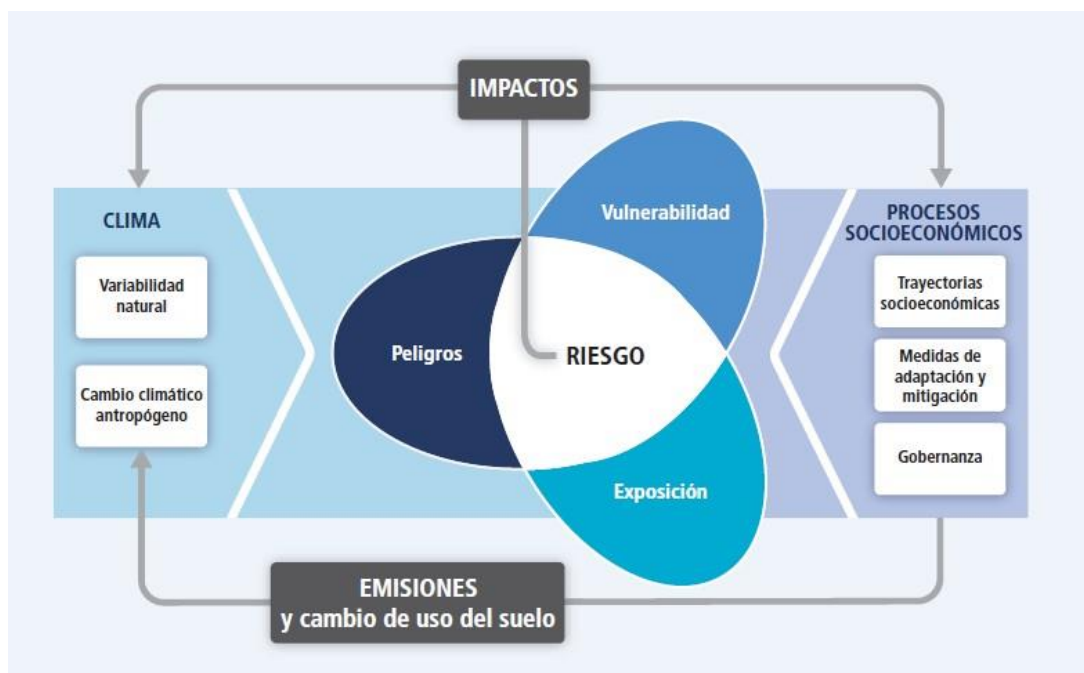 IMPACTOS
CLIMA
Variabilidad
natural
Cambio climático
antropógeno
Peligros
Vulnerabilidad
RIESGO
Exposición
PROCESOS
SOCIOECONÓMICOS
Trayectorias
socioeconómicas
Medidas de
adaptación y
mitigación
Gobernanza
EMISIONES
y cambio de uso del suelo